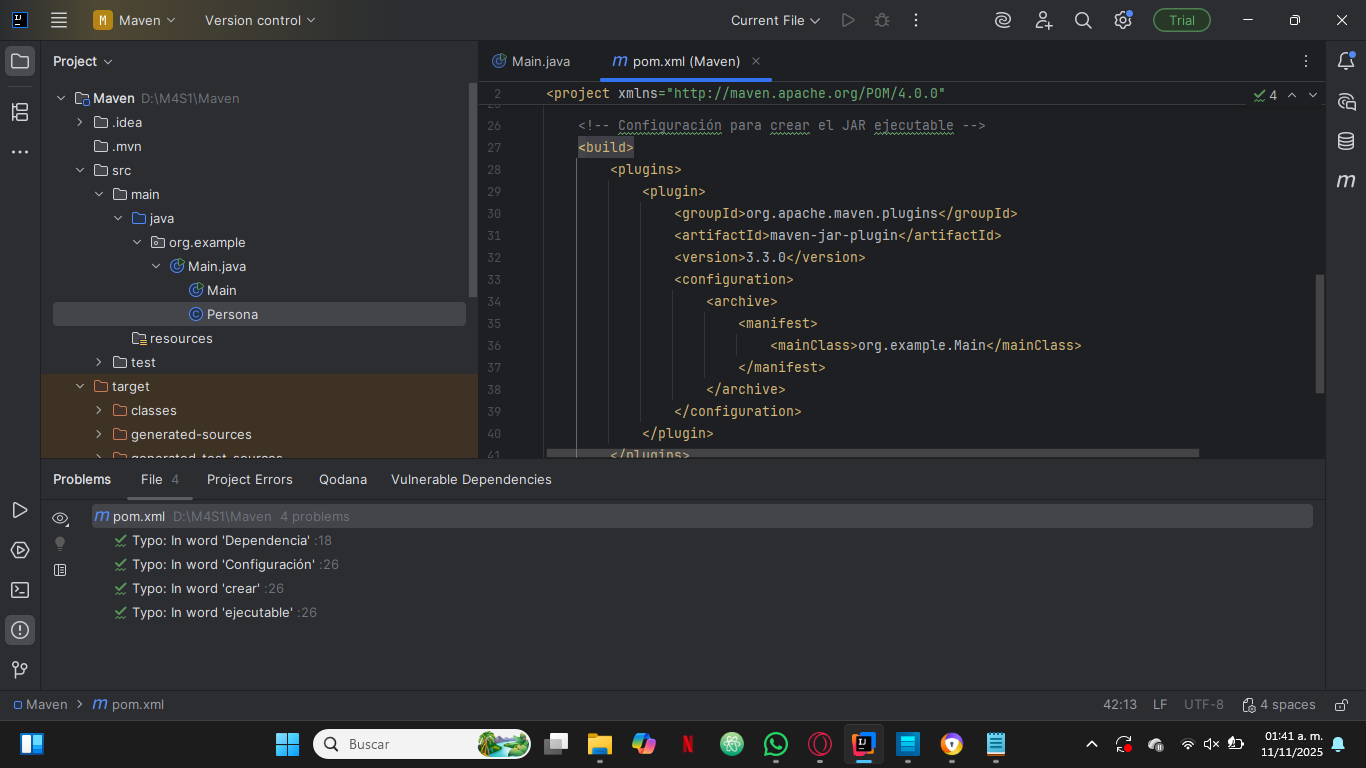 M Maven Version control Current File Trial
Project
Main.java
pom.xml (Maven)
Maven D:\M4S1\Maven
.idea
.mvn
src
main
java
org.example
Main.java
Main
Persona
resources
test
target
classes
generated-sources
generated-test-sources
2 <project xmlns="http://maven.apache.org/POM/4.0.0" 4
26 <!-- Configuración para crear el JAR ejecutable -->
27 <build>
28 <plugins>
29 <plugin>
30 <groupId>org.apache.maven.plugins</groupId>
31 <artifactId>maven-jar-plugin</artifactId>
32 <version>3.3.0</version>
33 <configuration>
34 <archive>
35 <manifest>
36 <mainClass>org.example.Main</mainClass>
37 </manifest>
38 </archive>
39 </configuration>
40 </plugin>
41 </plugins>
Problems File 4 Project Errors Qodana Vulnerable Dependencies
pom.xml D:\M4S1\Maven 4 problems
Typo: In word 'Dependencia' :18
Typo: In word 'Configuración' :26
Typo: In word 'crear' :26
Typo: In word 'ejecutable' :26
Maven pom.xml 42:13 LF UTF-8 4 spaces
Buscar
01:41 a. m.
11/11/2025